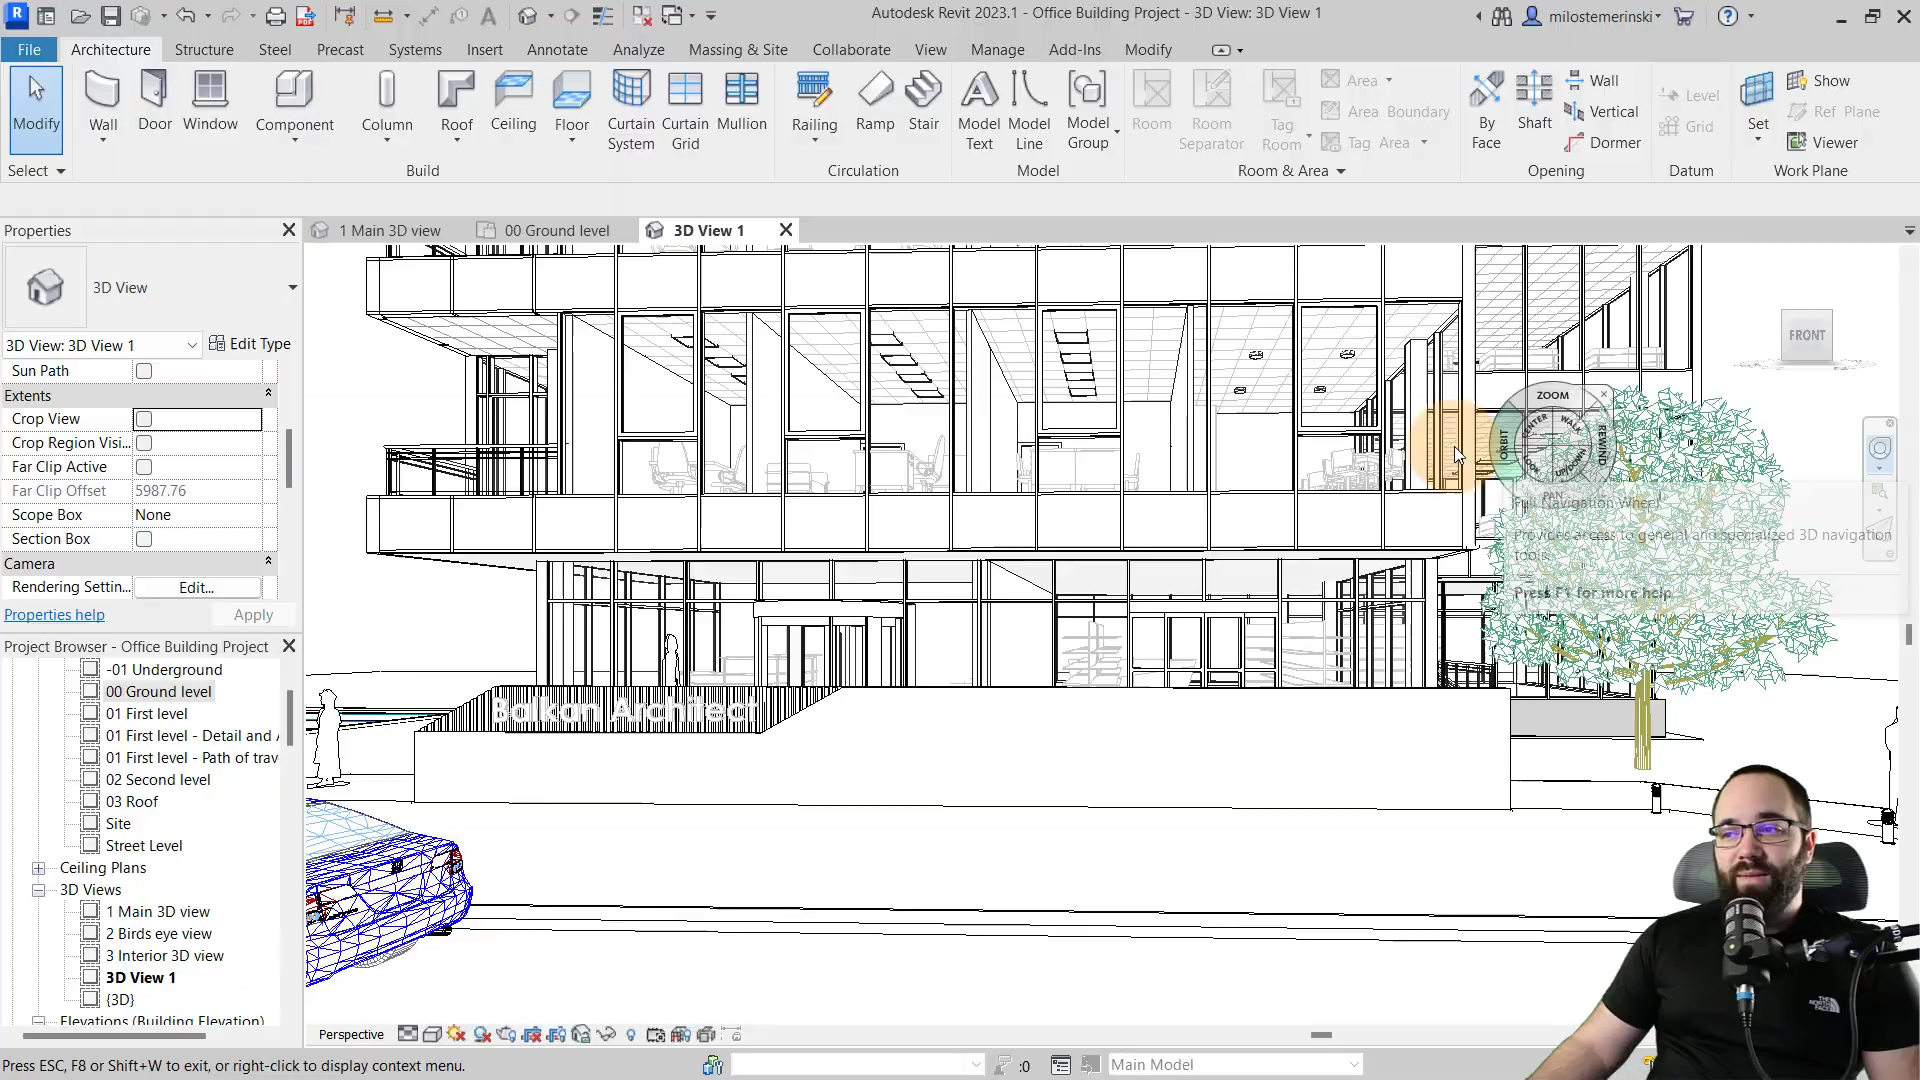 Autodesk Revit 2023.1 - Office Building Project - 3D View: 3D View 1
milostemerinski
File Architecture Structure Steel Precast Systems Insert Annotate Analyze Massing & Site Collaborate View Manage Add-Ins Modify
Modify
Wall
Door
Window
Component
Column
Roof
Ceiling
Floor
Curtain System
Curtain Grid
Mullion
Railing
Ramp
Stair
Model Text
Model Line
Model Group
Room
Room Separator
Tag Room
Area
Area Boundary
Tag Area
By Face
Shaft
Wall
Vertical
Dormer
Level
Grid
Set
Show
Ref Plane
Viewer
Select Build Circulation Model Room & Area Opening Datum Work Plane
Properties
1 Main 3D view
00 Ground level
3D View 1
3D View
3D View: 3D View 1
Edit Type
Sun Path
Extents
Crop View
Crop Region Visi...
Far Clip Active
Far Clip Offset 5987.76
Scope Box None
Section Box
Camera
Rendering Settin... Edit...
Properties help Apply
Project Browser - Office Building Project
-01 Underground
00 Ground level
01 First level
01 First level - Detail and
01 First level - Path of trav
02 Second level
03 Roof
Site
Street Level
Ceiling Plans
3D Views
1 Main 3D view
2 Birds eye view
3 Interior 3D view
3D View 1
{3D}
Elevations (Building Elevation)
FRONT
ZOOM
CENTER
WALK
REWIND
ORBIT
LOOK
UP/DOWN
PAN
Full Navigation Wheel
Provides access to general and specialized 3D navigation
tools.
Press F1 for more help
Balkan Architect
Perspective
Press ESC, F8 or Shift+W to exit, or right-click to display context menu.
:0
Main Model